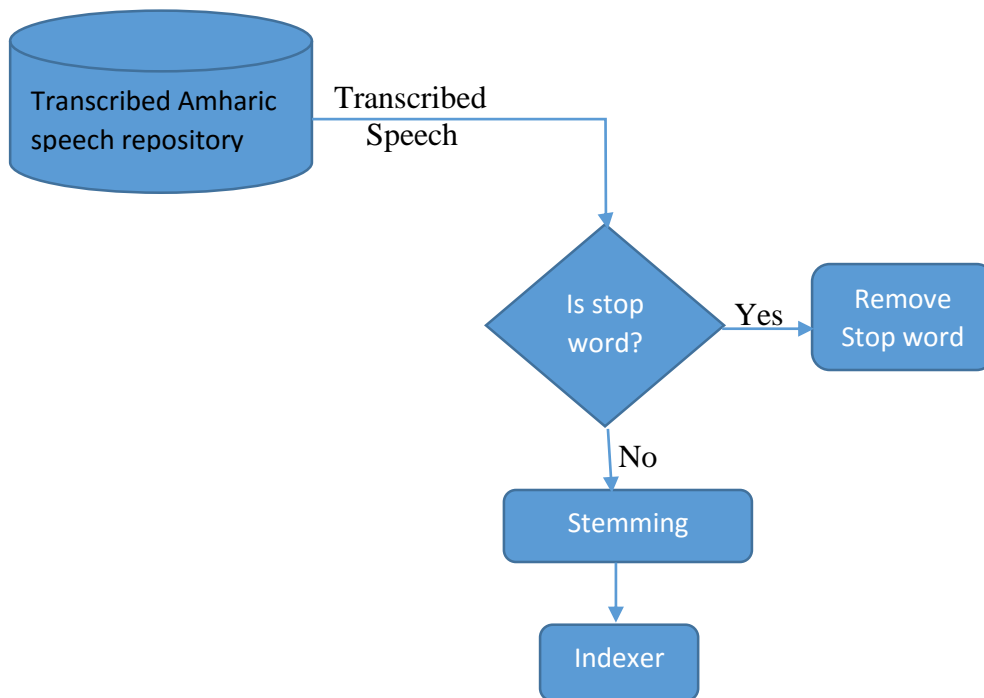 Transcribed Amharic
speech repository
Transcribed
Speech
Is stop
word?
Yes
Remove
Stop word
No
Stemming
Indexer